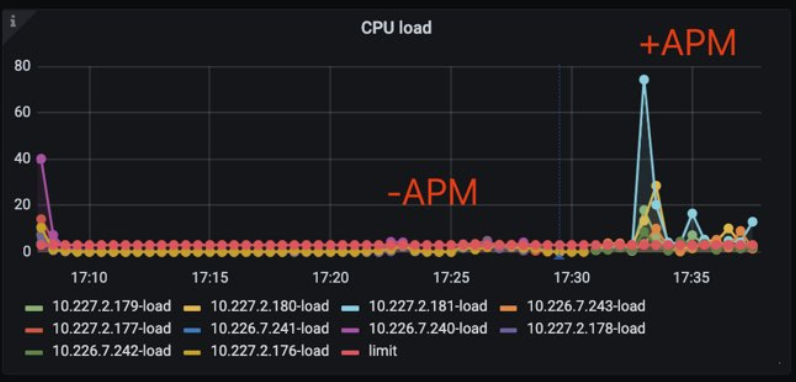 i
CPU load
+APM
80
60
40
-APM
20
0
17:10 17:15 17:20 17:25 17:30 17:35
10.227.2.179-load 10.227.2.180-load 10.227.2.181-load 10.226.7.243-load
10.227.2.177-load 10.226.7.241-load 10.226.7.240-load 10.227.2.178-load
10.226.7.242-load 10.227.2.176-load limit